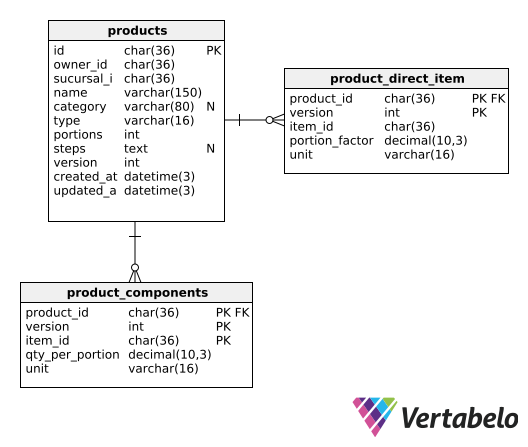 products
id char(36) PK
owner_id char(36)
sucursal_i char(36)
name varchar(150)
category varchar(80) N
type varchar(16)
portions int
steps text N
version int
created_at datetime(3)
updated_a datetime(3)
product_direct_item
product_id char(36) PK FK
version int PK
item_id char(36)
portion_factor decimal(10,3)
unit varchar(16)
product_components
product_id char(36) PK FK
version int PK
item_id char(36) PK
qty_per_portion decimal(10,3)
unit varchar(16)
Vertabelo